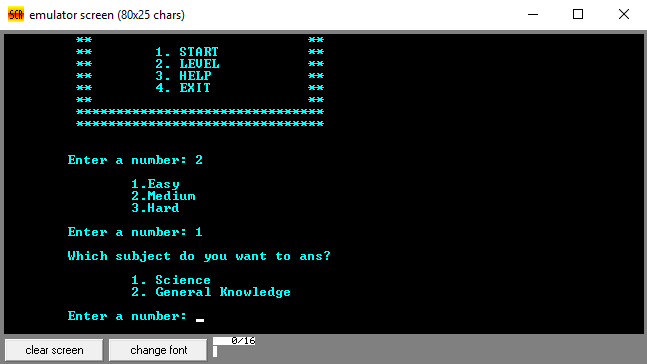 emulator screen (80x25 chars)
** **
** 1. START **
** 2. LEVEL **
** 3. HELP **
** 4. EXIT **
** **
*******************************
*******************************
Enter a number: 2
1.Easy
2.Medium
3.Hard
Enter a number: 1
Which subject do you want to ans?
1. Science
2. General Knowledge
Enter a number: _
clear screen change font 0/16